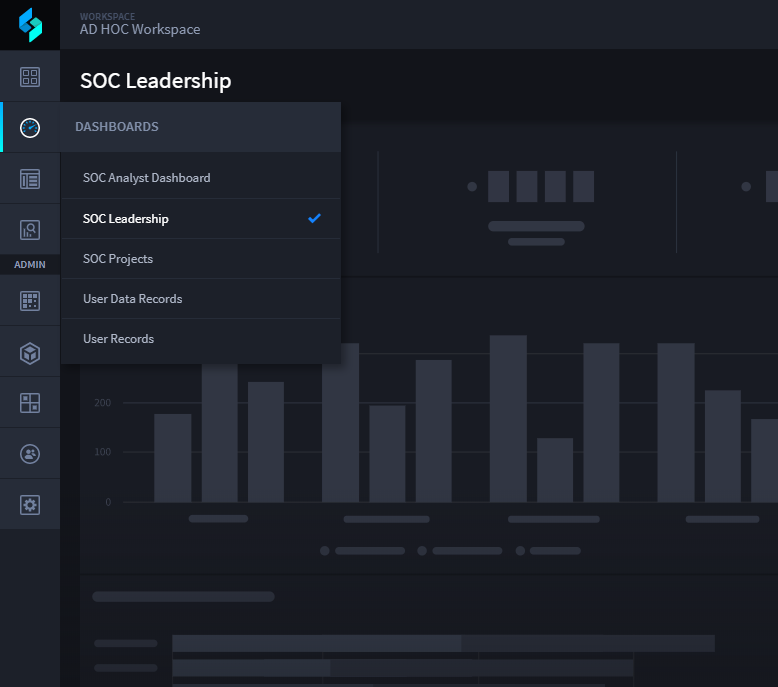 WORKSPACE
AD HOC Workspace
SOC Leadership
DASHBOARDS
SOC Analyst Dashboard
SOC Leadership
SOC Projects
User Data Records
User Records
ADMIN
200
100
0